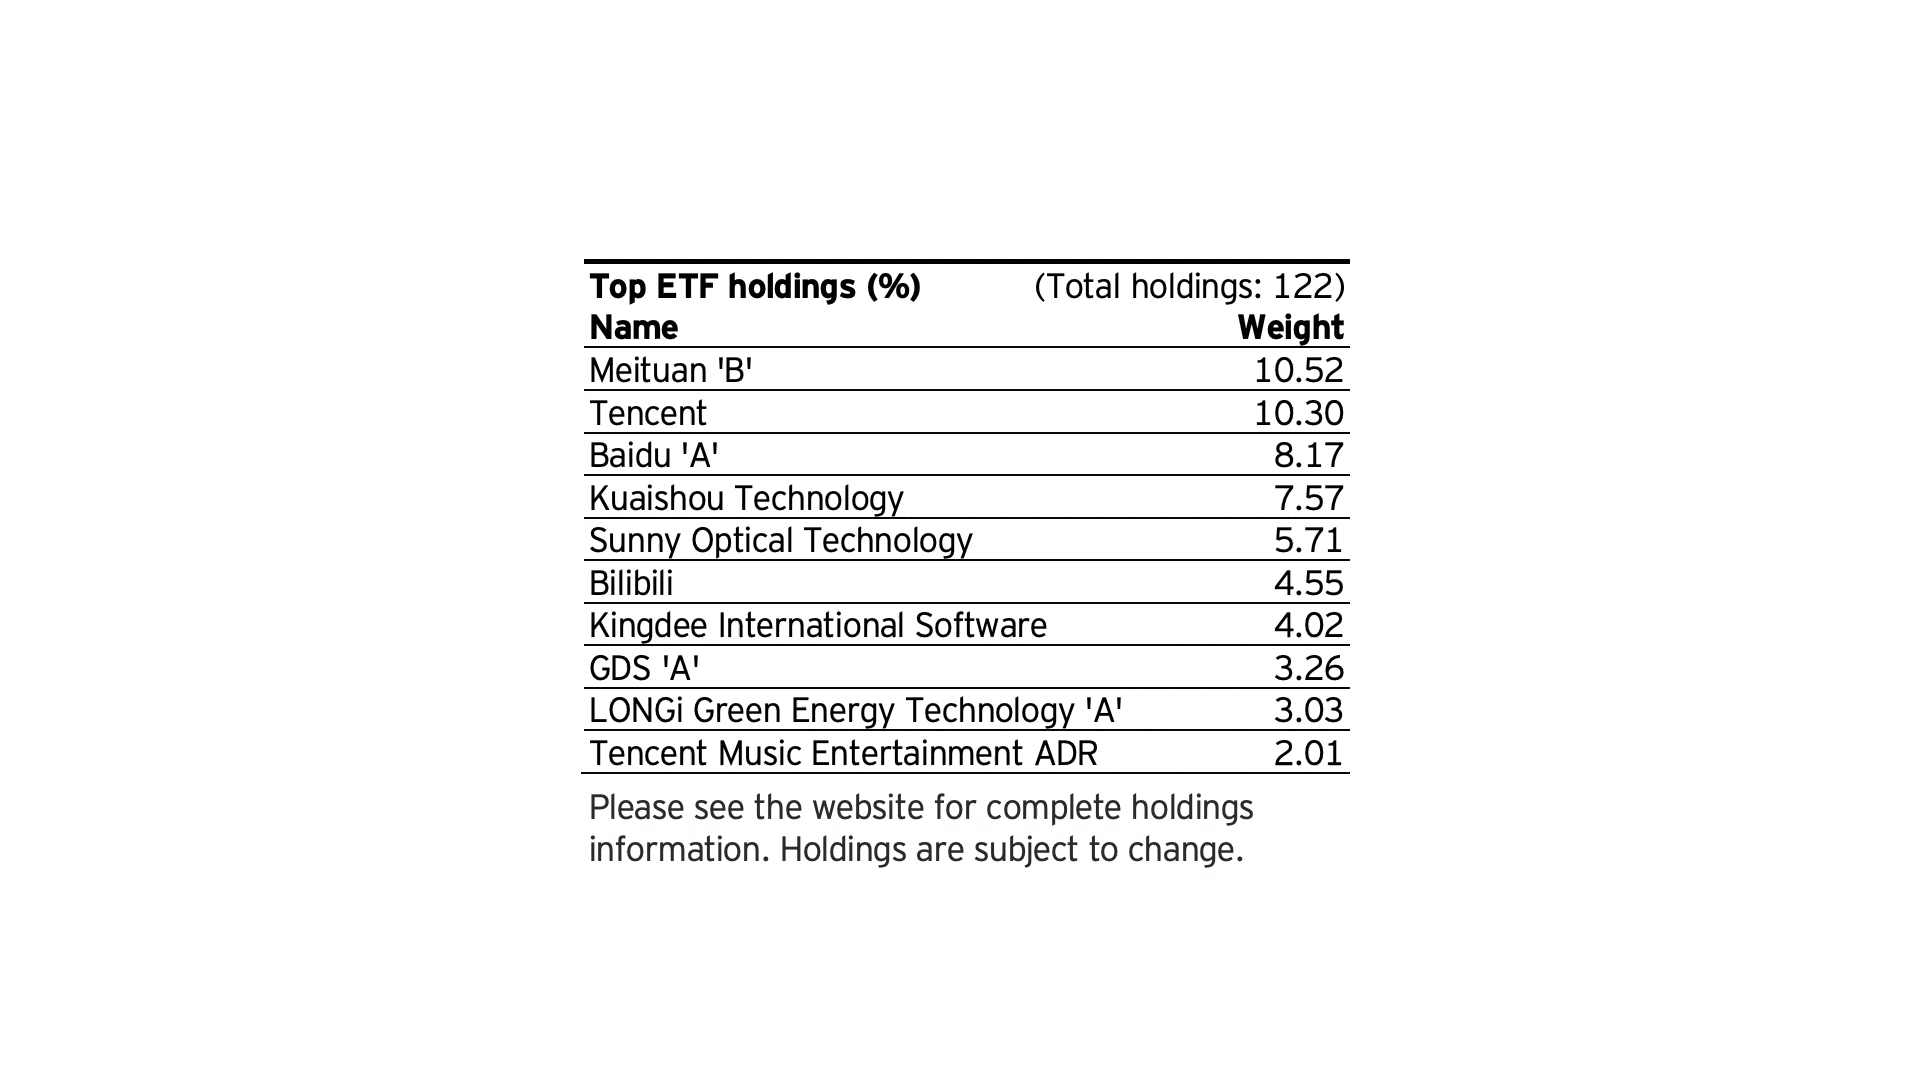 Top ETF holdings (%) (Total holdings: 122)
Name Weight
Meituan 'B' 10.52
Tencent 10.30
Baidu 'A' 8.17
Kuaishou Technology 7.57
Sunny Optical Technology 5.71
Bilibili 4.55
Kingdee International Software 4.02
GDS 'A' 3.26
LONGi Green Energy Technology 'A' 3.03
Tencent Music Entertainment ADR 2.01
Please see the website for complete holdings
information. Holdings are subject to change.